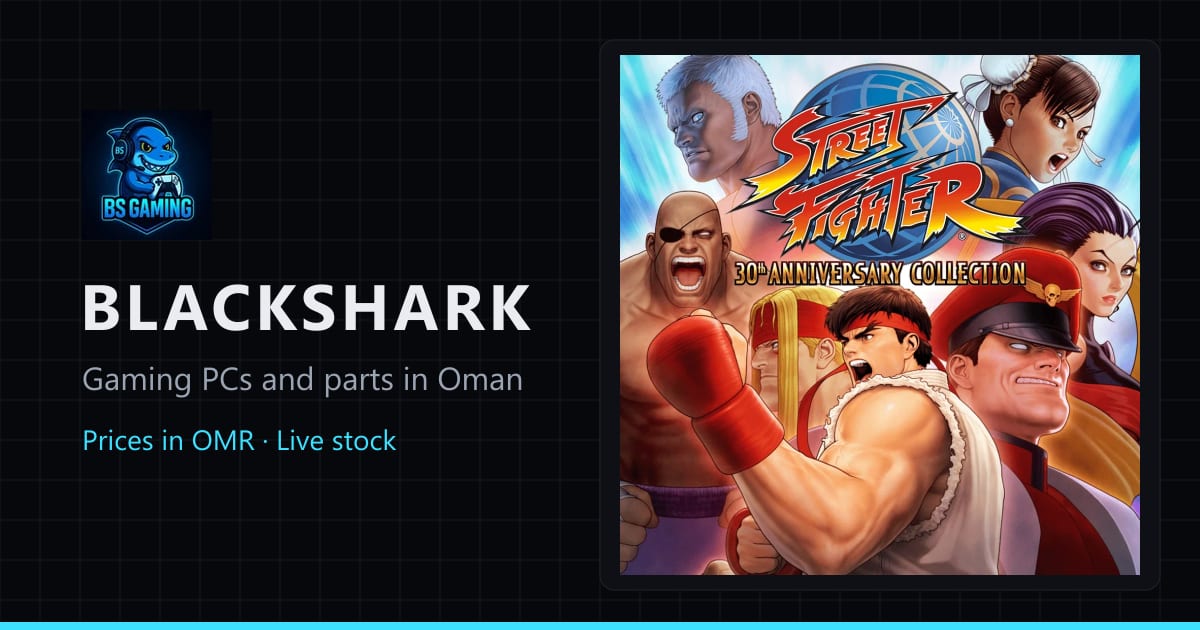 BS
BS GAMING
BLACKSHARK
Gaming PCs and parts in Oman
Prices in OMR · Live stock
STREET
FIGHTER®
30th ANNIVERSARY COLLECTION